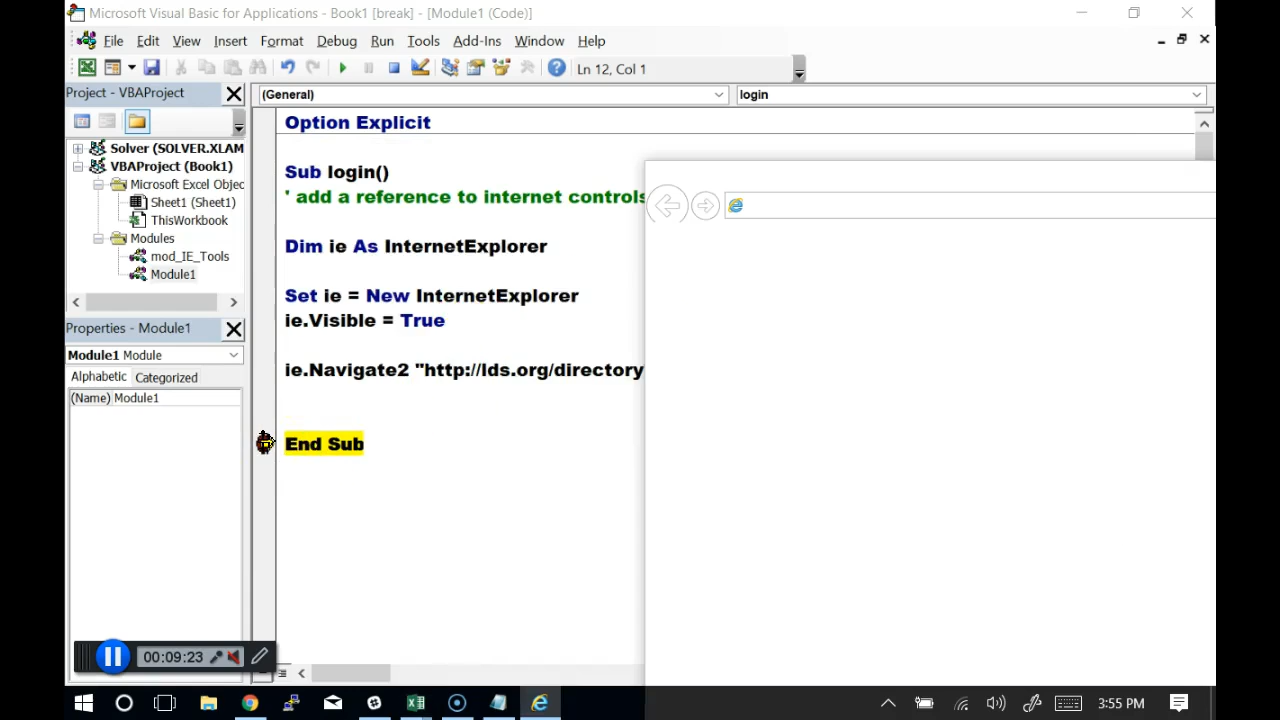 Microsoft Visual Basic for Applications - Book1 [break] - [Module1 (Code)]
File Edit View Insert Format Debug Run Tools Add-Ins Window Help
Ln 12, Col 1
Project - VBAProject
(General)
login
Solver (SOLVER.XLAM
VBAProject (Book1)
Microsoft Excel Objec
Sheet1 (Sheet1)
ThisWorkbook
Modules
mod_IE_Tools
Module1
Properties - Module1
Module1 Module
Alphabetic Categorized
(Name) Module1
Option Explicit
Sub login()
' add a reference to internet controls
Dim ie As InternetExplorer
Set ie = New InternetExplorer
ie.Visible = True
ie.Navigate2 "http://lds.org/directory
End Sub
00:09:23
3:55 PM